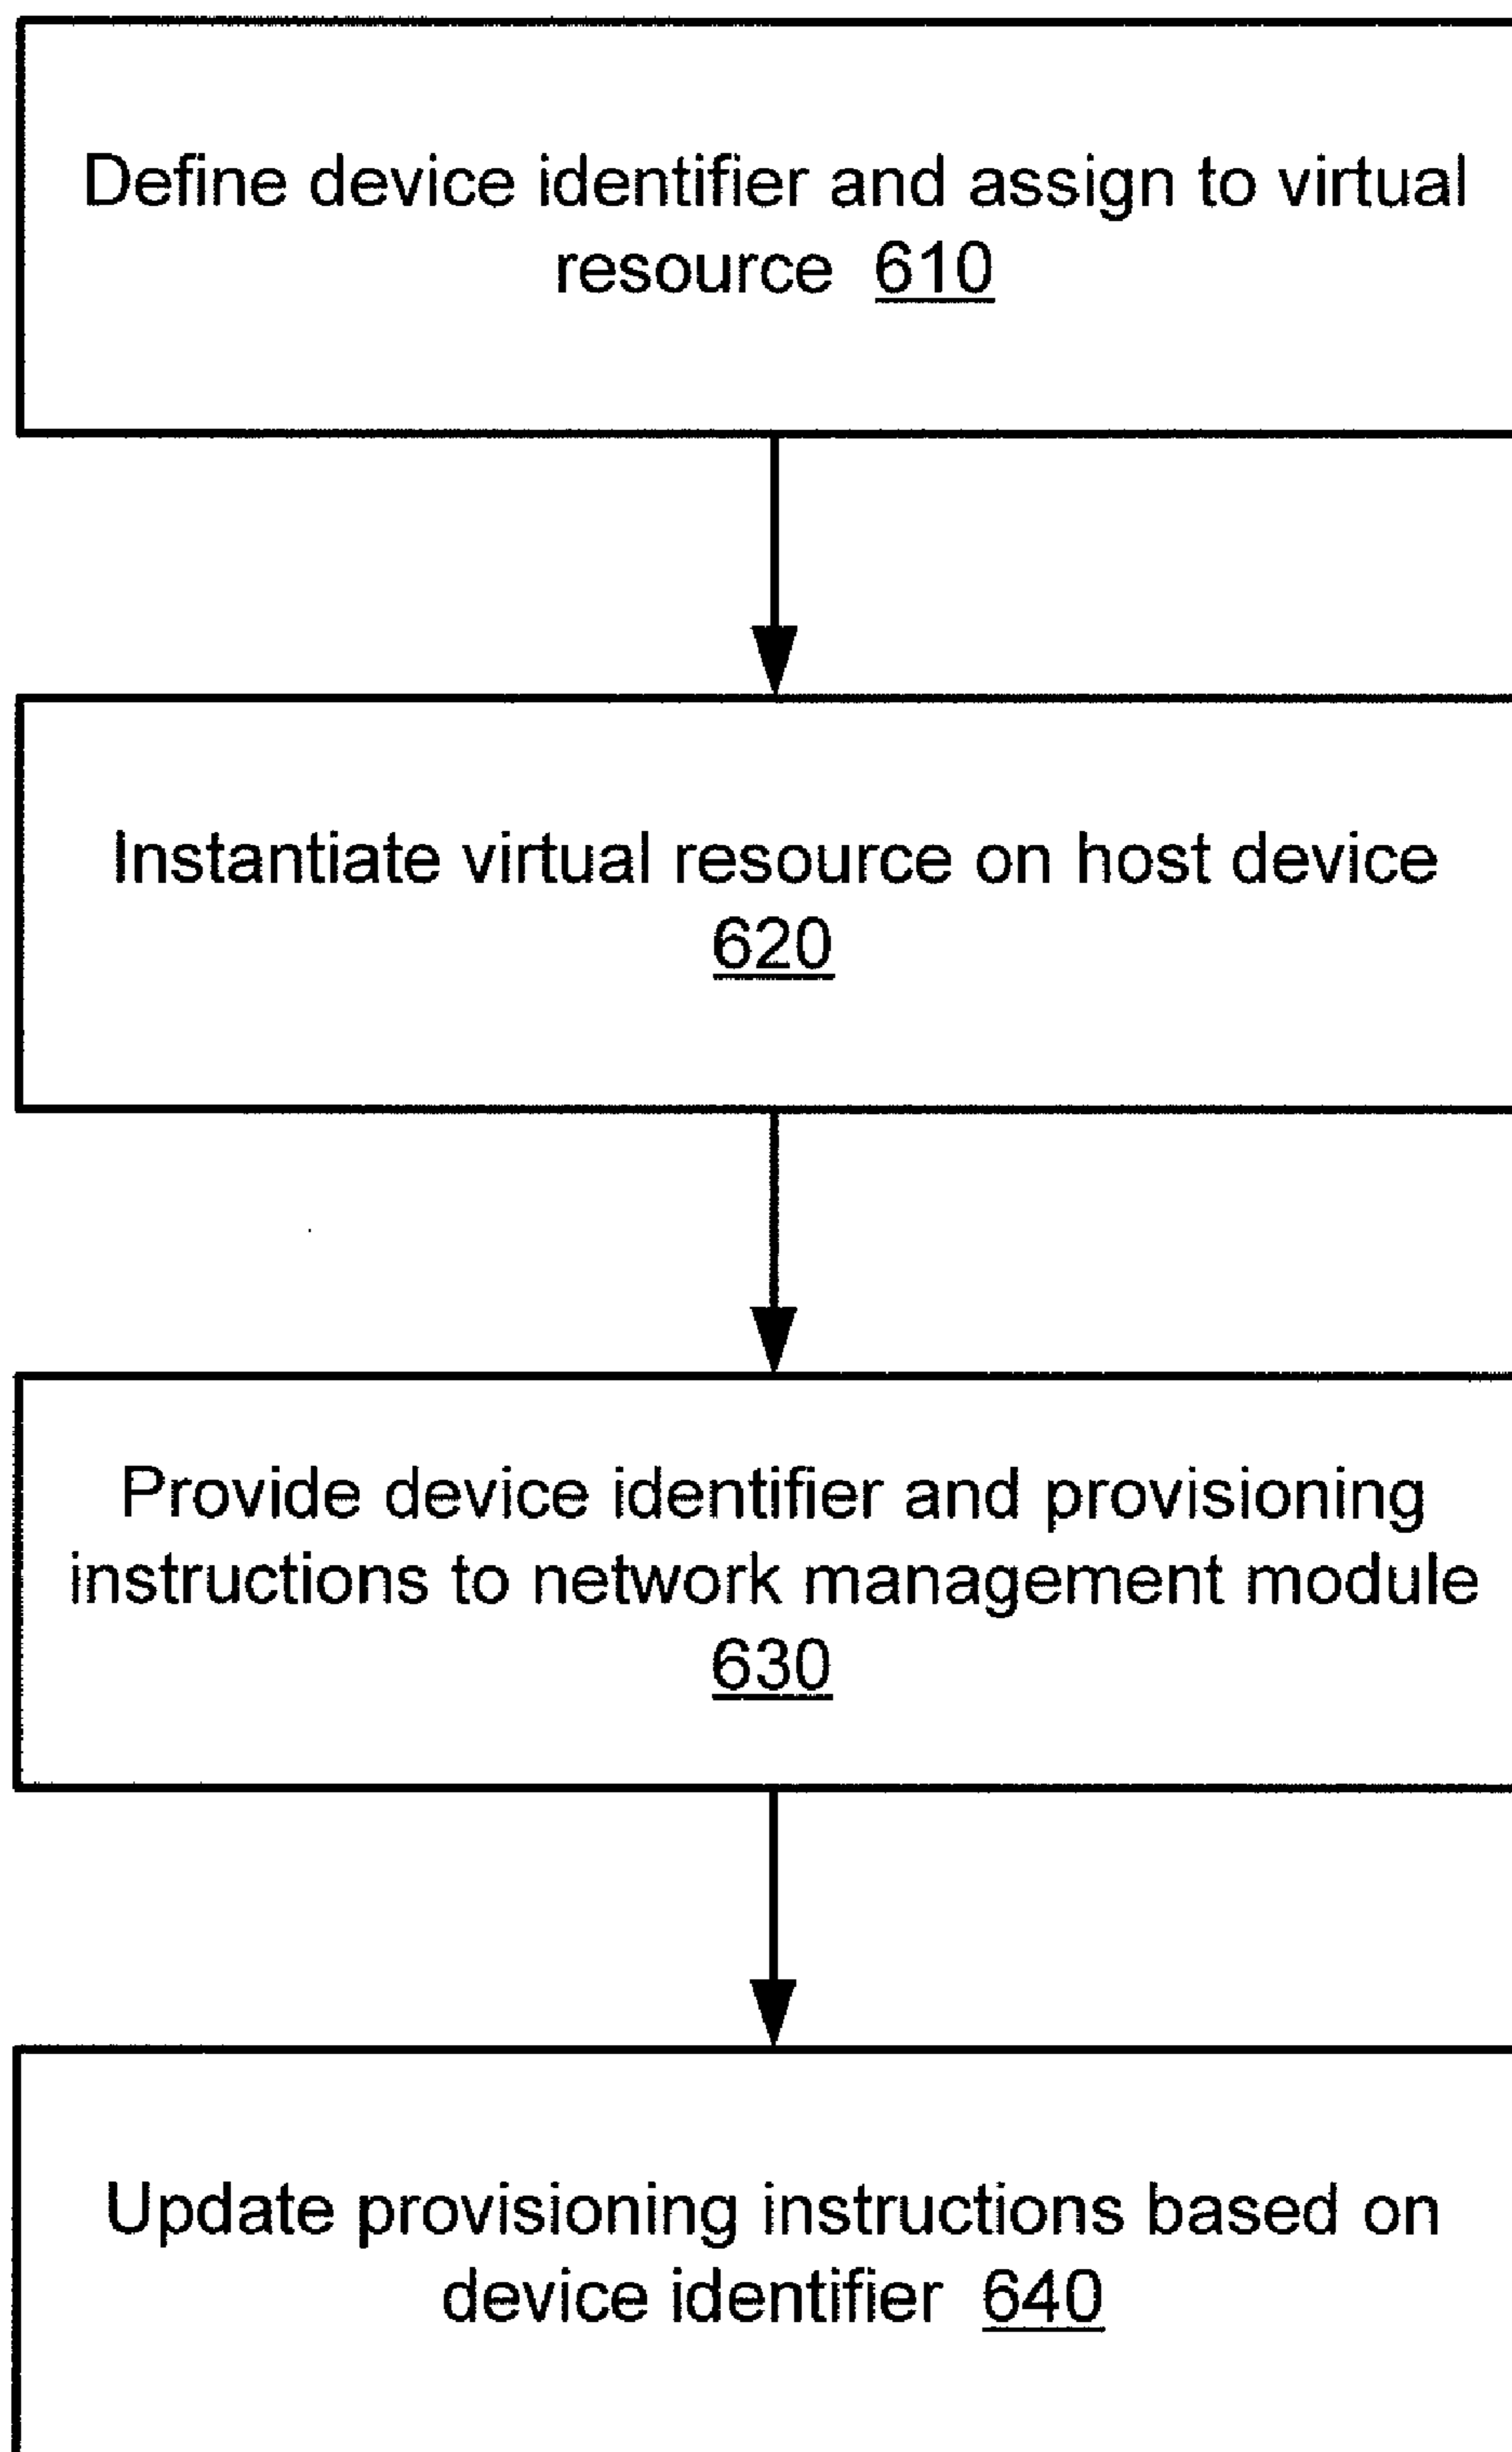 Define device identifier and assign to virtual
resource 610
Instantiate virtual resource on host device
620
Provide device identifier and provisioning
instructions to network management module
630
Update provisioning instructions based on
device identifier 640